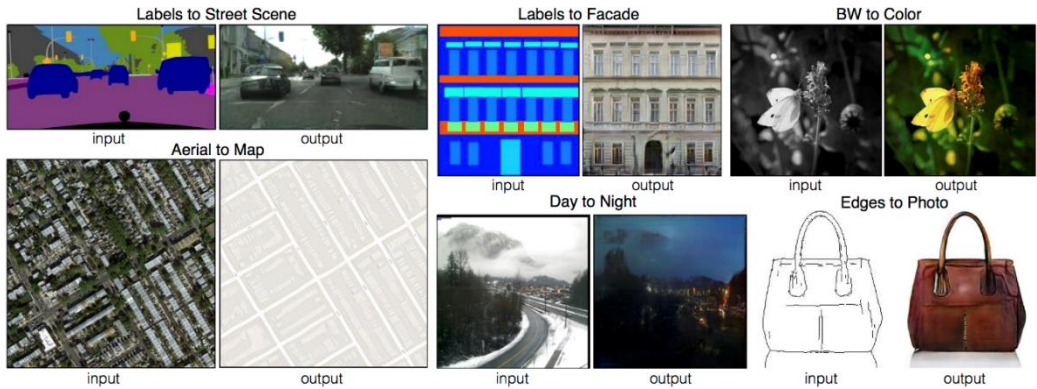 Labels to Street Scene
input
output
Aerial to Map
input
output
Labels to Facade
input
output
BW to Color
input
output
Day to Night
input
output
Edges to Photo
input
output